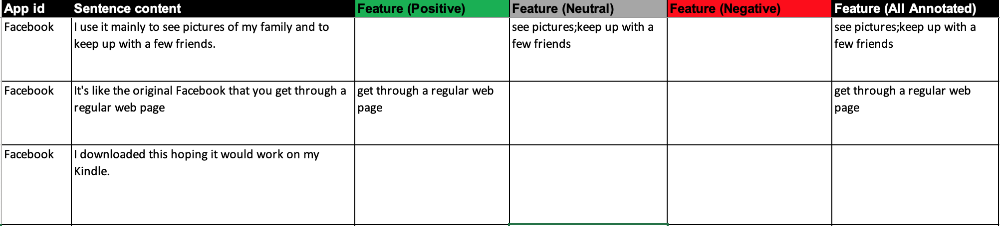 App id Sentence content Feature (Positive) Feature (Neutral) Feature (Negative) Feature (All Annotated)
Facebook
I use it mainly to see pictures of my family and to
keep up with a few friends.
see pictures;keep up with a
few friends
see pictures;keep up with a
few friends
Facebook
It's like the original Facebook that you get through a
regular web page
get through a regular web
page
get through a regular web
page
Facebook
I downloaded this hoping it would work on my
Kindle.